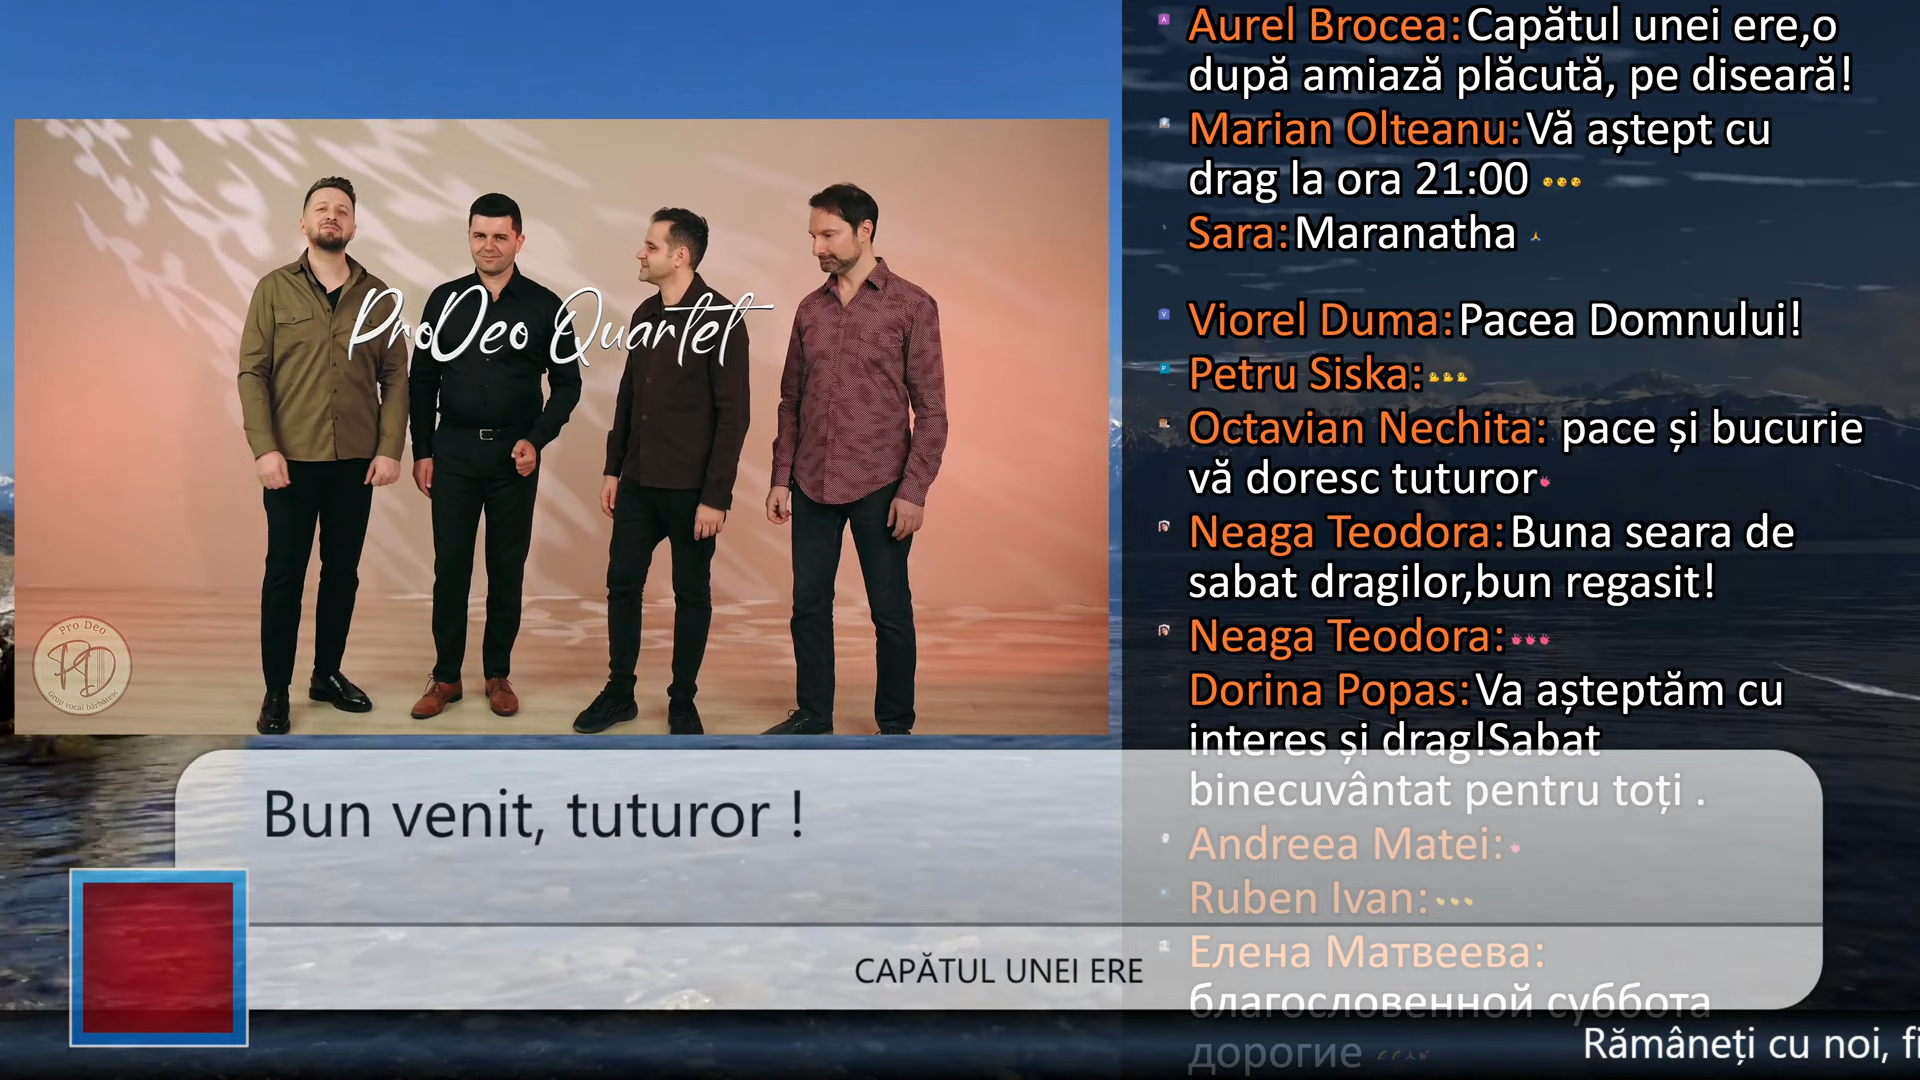 ProDeo Quartet
Pro Deo
Grup vocal bărbătesc
Aurel Brocea:Capătul unei ere,o
după amiază plăcută, pe diseară!
Marian Olteanu:Vă aștept cu
drag la ora 21:00
Sara:Maranatha
Viorel Duma:Pacea Domnului!
Petru Siska:
Octavian Nechita: pace și bucurie
vă doresc tuturor
Neaga Teodora:Buna seara de
sabat dragilor,bun regasit!
Neaga Teodora:
Dorina Popas:Va așteptăm cu
interes și drag!Sabat
binecuvântat pentru toți .
Andreea Matei:
Ruben Ivan:
Елена Матвеева:
благословенной суббота
дорогие
Bun venit, tuturor !
CAPĂTUL UNEI ERE
Rămâneți cu noi, fi